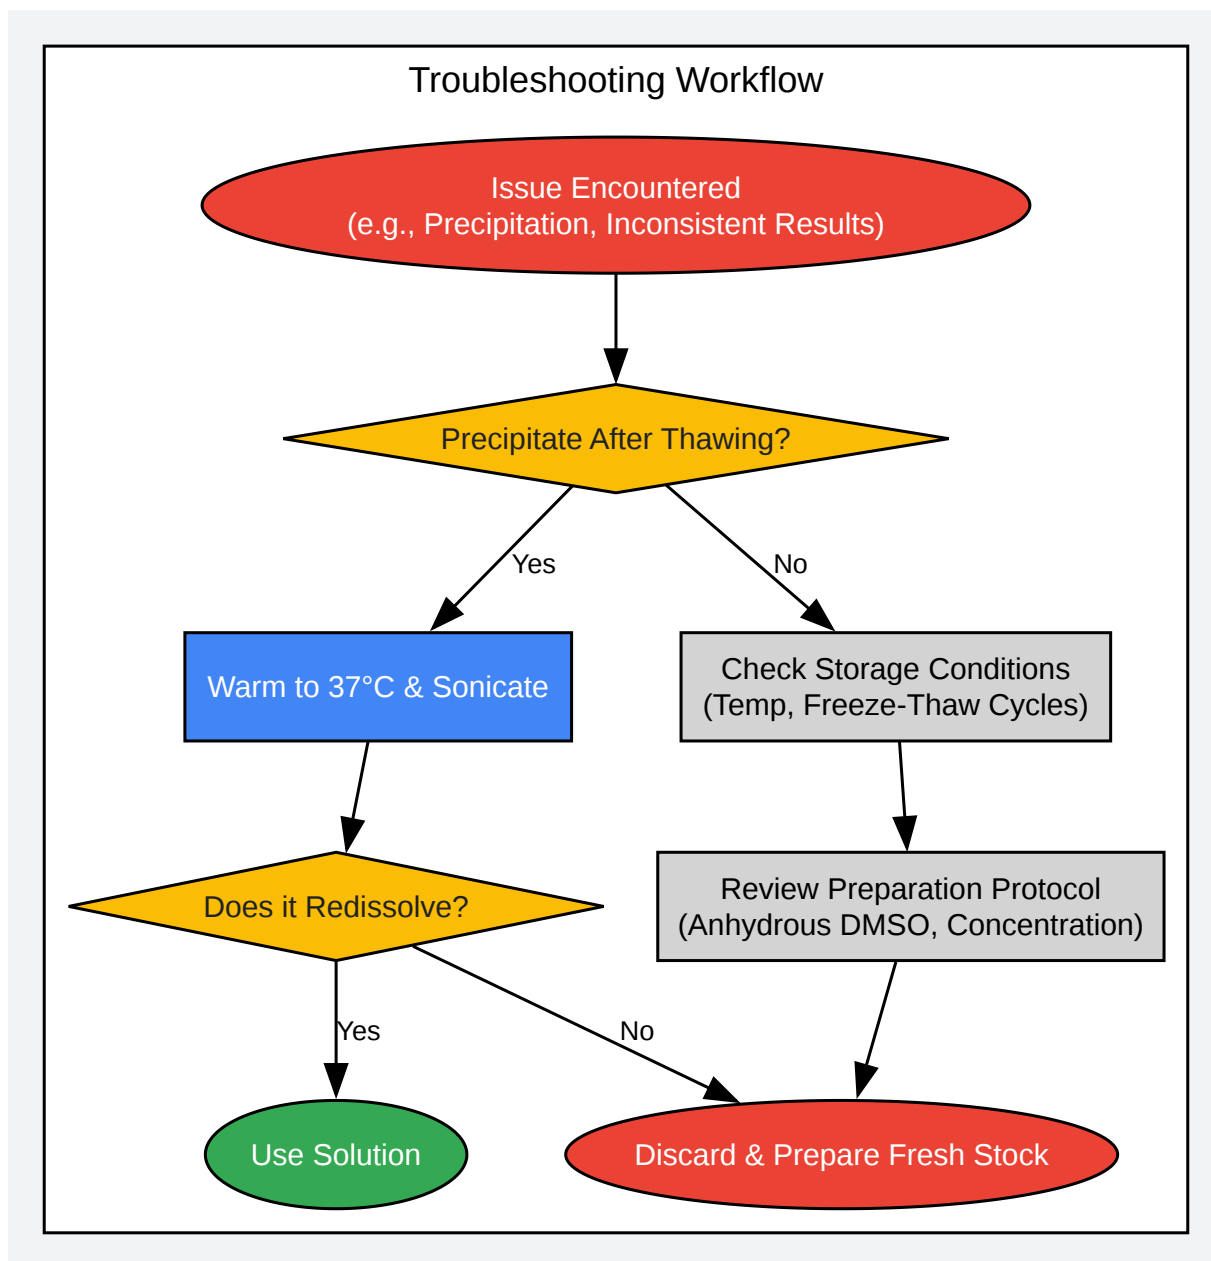 Troubleshooting Workflow
Issue Encountered
(e.g., Precipitation, Inconsistent Results)
Precipitate After Thawing?
Yes
No
Warm to 37°C & Sonicate
Check Storage Conditions
(Temp, Freeze-Thaw Cycles)
Does it Redissolve?
Review Preparation Protocol
(Anhydrous DMSO, Concentration)
Yes
No
Use Solution
Discard & Prepare Fresh Stock